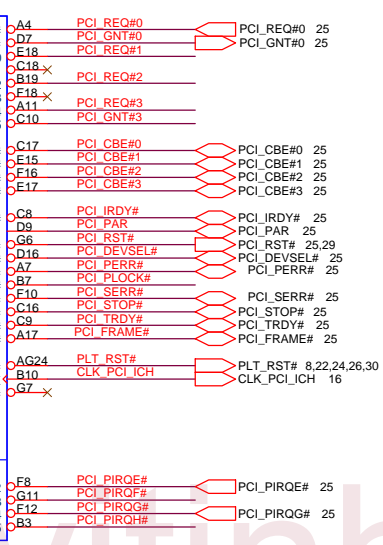 A4 PCI_REQ#0 PCI_REQ#0 25
D7 PCI_GNT#0 PCI_GNT#0 25
E18 PCI_REQ#1
C18
B19 PCI_REQ#2
F18
A11 PCI_REQ#3
C10 PCI_GNT#3
C17 PCI_CBE#0 PCI_CBE#0 25
E15 PCI_CBE#1 PCI_CBE#1 25
F16 PCI_CBE#2 PCI_CBE#2 25
E17 PCI_CBE#3 PCI_CBE#3 25
C8 PCI_IRDY# PCI_IRDY# 25
D9 PCI_PAR PCI_PAR 25
G6 PCI_RST# PCI_RST# 25,29
D16 PCI_DEVSEL# PCI_DEVSEL# 25
A7 PCI_PERR# PCI_PERR# 25
B7 PCI_PLOCK#
F10 PCI_SERR# PCI_SERR# 25
C16 PCI_STOP# PCI_STOP# 25
C9 PCI_TRDY# PCI_TRDY# 25
A17 PCI_FRAME# PCI_FRAME# 25
AG24 PLT_RST# PLT_RST# 8,22,24,26,30
B10 CLK_PCI_ICH CLK_PCI_ICH 16
G7
F8 PCI_PIRQE# PCI_PIRQE# 25
G11 PCI_PIRQF#
F12 PCI_PIRQG# PCI_PIRQG# 25
B3 PCI_PIRQH#